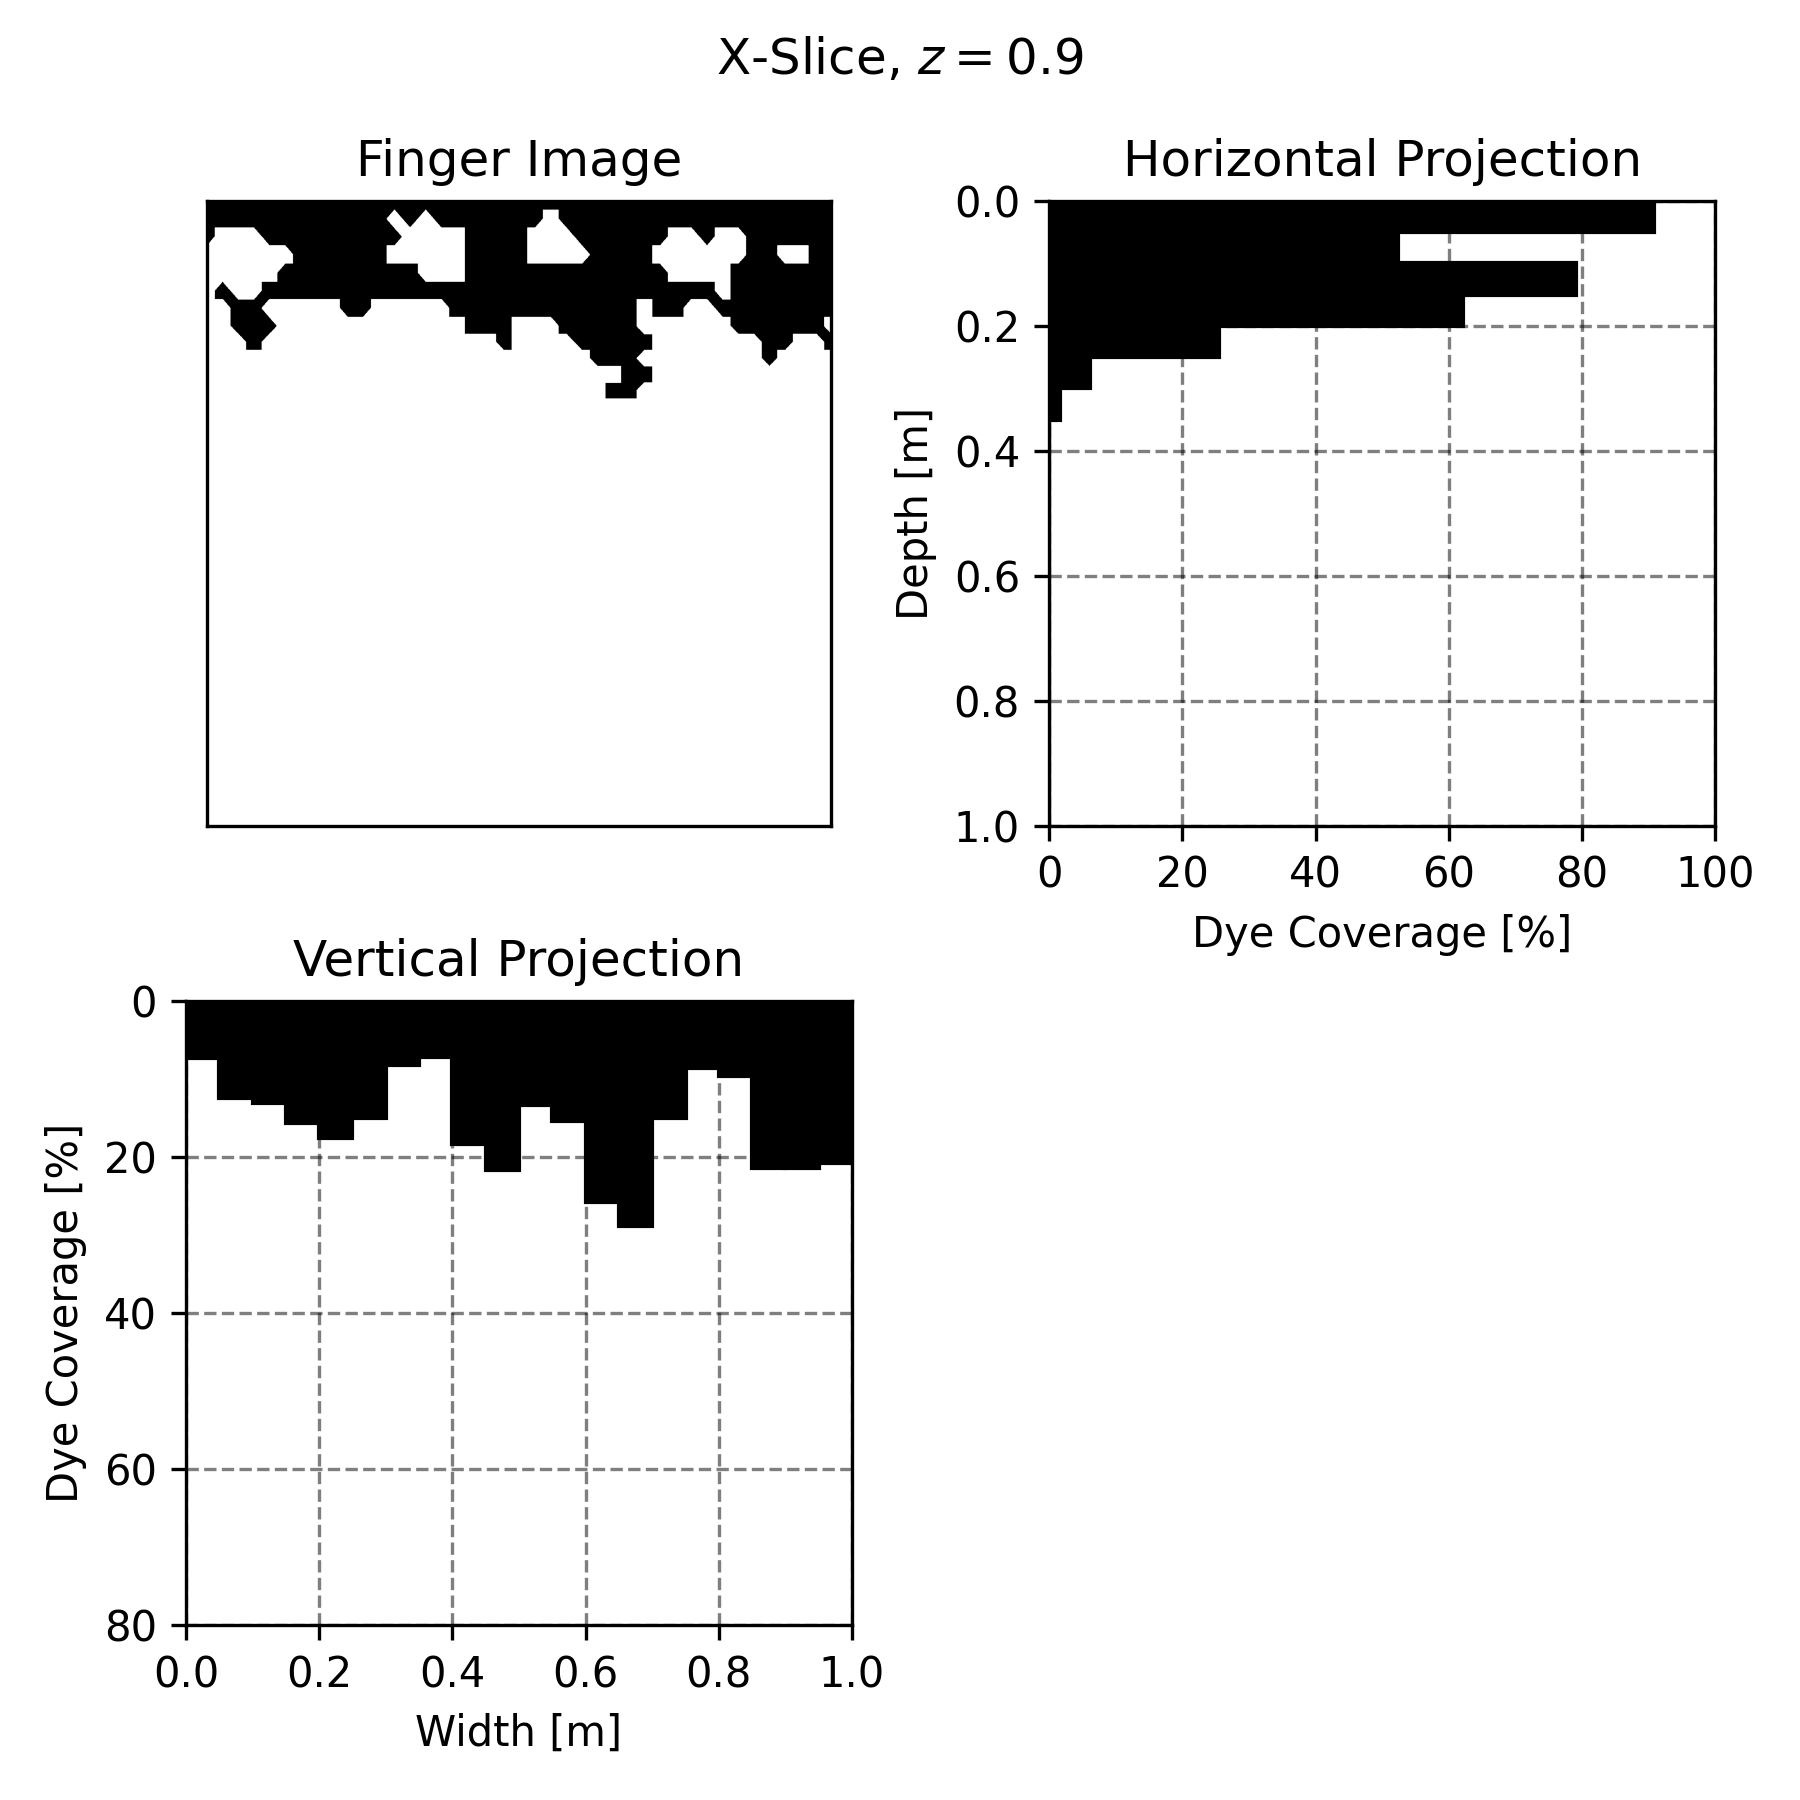 X-Slice, z = 0.9
Finger Image
Horizontal Projection
0.0
0.2
0.4
0.6
0.8
1.0
Depth [m]
0 20 40 60 80 100
Dye Coverage [%]
Vertical Projection
0
20
40
60
80
Dye Coverage [%]
0.0 0.2 0.4 0.6 0.8 1.0
Width [m]